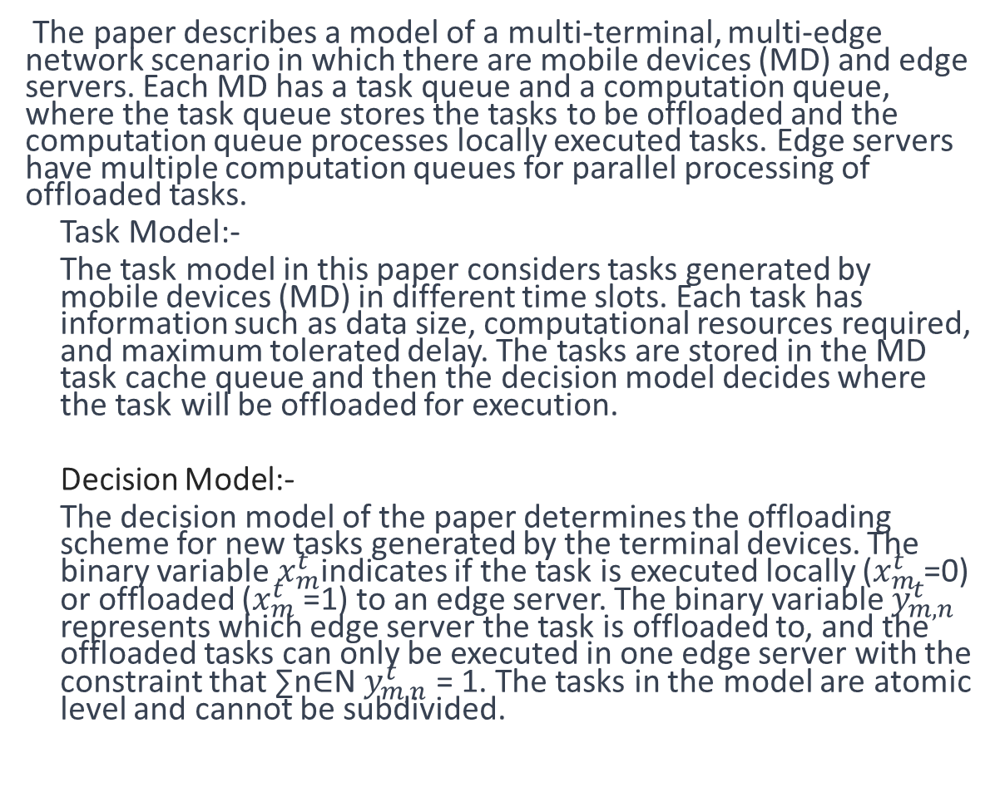 The paper describes a model of a multi-terminal, multi-edge
network scenario in which there are mobile devices (MD) and edge
servers. Each MD has a task queue and a computation queue,
where the task queue stores the tasks to be offloaded and the
computation queue processes locally executed tasks. Edge servers
have multiple computation queues for parallel processing of
offloaded tasks.
Task Model:-
The task model in this paper considers tasks generated by
mobile devices (MD) in different time slots. Each task has
information such as data size, computational resources required,
and maximum tolerated delay. The tasks are stored in the MD
task cache queue and then the decision model decides where
the task will be offloaded for execution.
Decision Model:-
The decision model of the paper determines the offloading
scheme for new tasks generated by the terminal devices. The
binary variable $x_m^t$ indicates if the task is executed locally ($x_m^t$=0)
or offloaded ($x_m^t$ =1) to an edge server. The binary variable $y_{m,n}^t$
represents which edge server the task is offloaded to, and the
offloaded tasks can only be executed in one edge server with the
constraint that ∑n∈N $y_{m,n}^t$ = 1. The tasks in the model are atomic
level and cannot be subdivided.